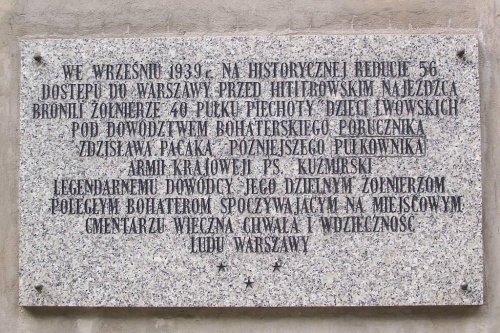 WE WRZEŚNIU 1939 r. NA HISTORYCZNEJ REDUCIE 56
DOSTĘPU DO WARSZAWY PRZED HITITROWSKIM NAJEŹDŹCĄ
BRONILI ŻOŁNIERZE 40 PUŁKU PIECHOTY "DZIECI LWOWSKICH"
POD DOWÓDZTWEM BOHATERSKIEGO PORUCZNIKA
ZDZISŁAWA PACAKA, PÓŹNIEJSZEGO PUŁKOWNIKA
ARMII KRAJOWEJI PS. KUŹMIRSKI
LEGENDARNEMU DOWÓDCY JEGO DZIELNYM ŻOŁNIERZOM
POLEGŁYM BOHATEROM SPOCZYWAJĄCYM NA MIEJSCOWYM
CMENTARZU WIECZNA CHWAŁA I WDZIĘCZNOŚĆ
LUDU WARSZAWY